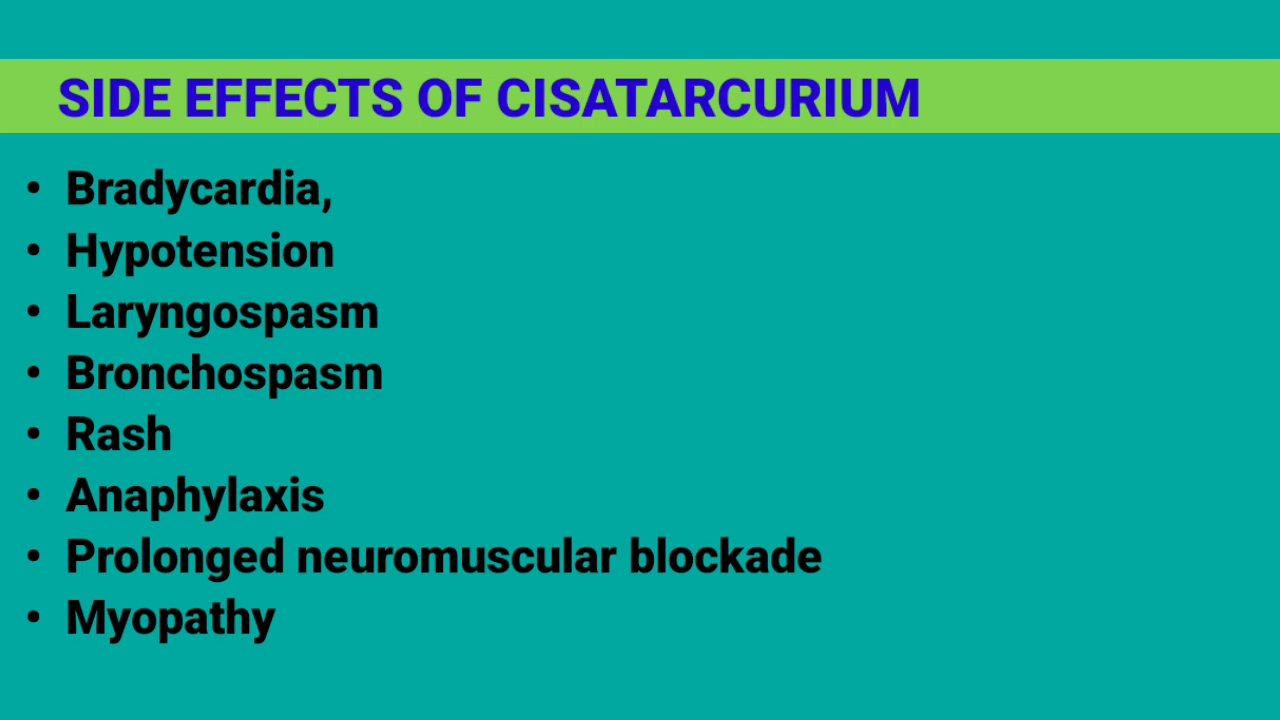 SIDE EFFECTS OF CISATARCURIUM
• Bradycardia,
• Hypotension
• Laryngospasm
• Bronchospasm
• Rash
• Anaphylaxis
• Prolonged neuromuscular blockade
• Myopathy